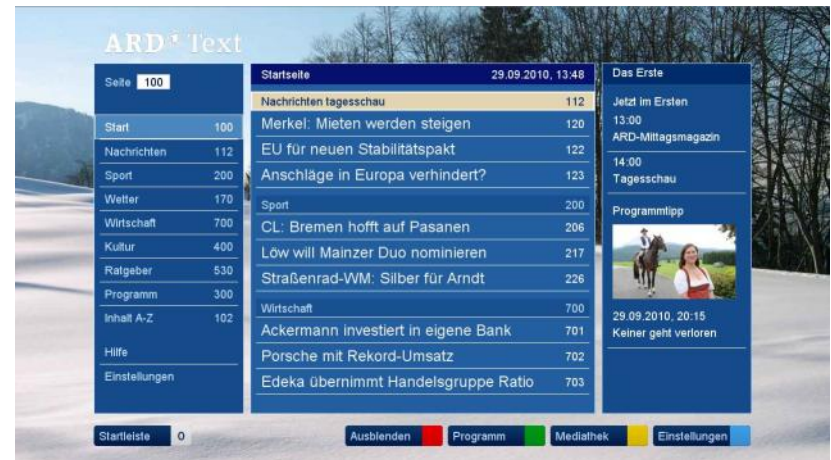 ARD Text
Seite 100
Start 100
Nachrichten 112
Sport 200
Wetter 170
Wirtschaft 700
Kultur 400
Ratgeber 530
Programm 300
Inhalt A-Z 102
Hilfe
Einstellungen
Startseite 29.09.2010, 13:48
Nachrichten tagesschau 112
Merkel: Mieten werden steigen 120
EU für neuen Stabilitätspakt 122
Anschläge in Europa verhindert? 123
Sport 200
CL: Bremen hofft auf Pasanen 206
Löw will Mainzer Duo nominieren 217
Straßenrad-WM: Silber für Arndt 226
Wirtschaft 700
Ackermann investiert in eigene Bank 701
Porsche mit Rekord-Umsatz 702
Edeka übernimmt Handelsgruppe Ratio 703
Das Erste
Jetzt im Ersten
13:00
ARD-Mittagsmagazin
14:00
Tagesschau
Programmtipp
29.09.2010, 20:15
Keiner geht verloren
Startleiste 0
Ausblenden
Programm
Mediathek
Einstellungen